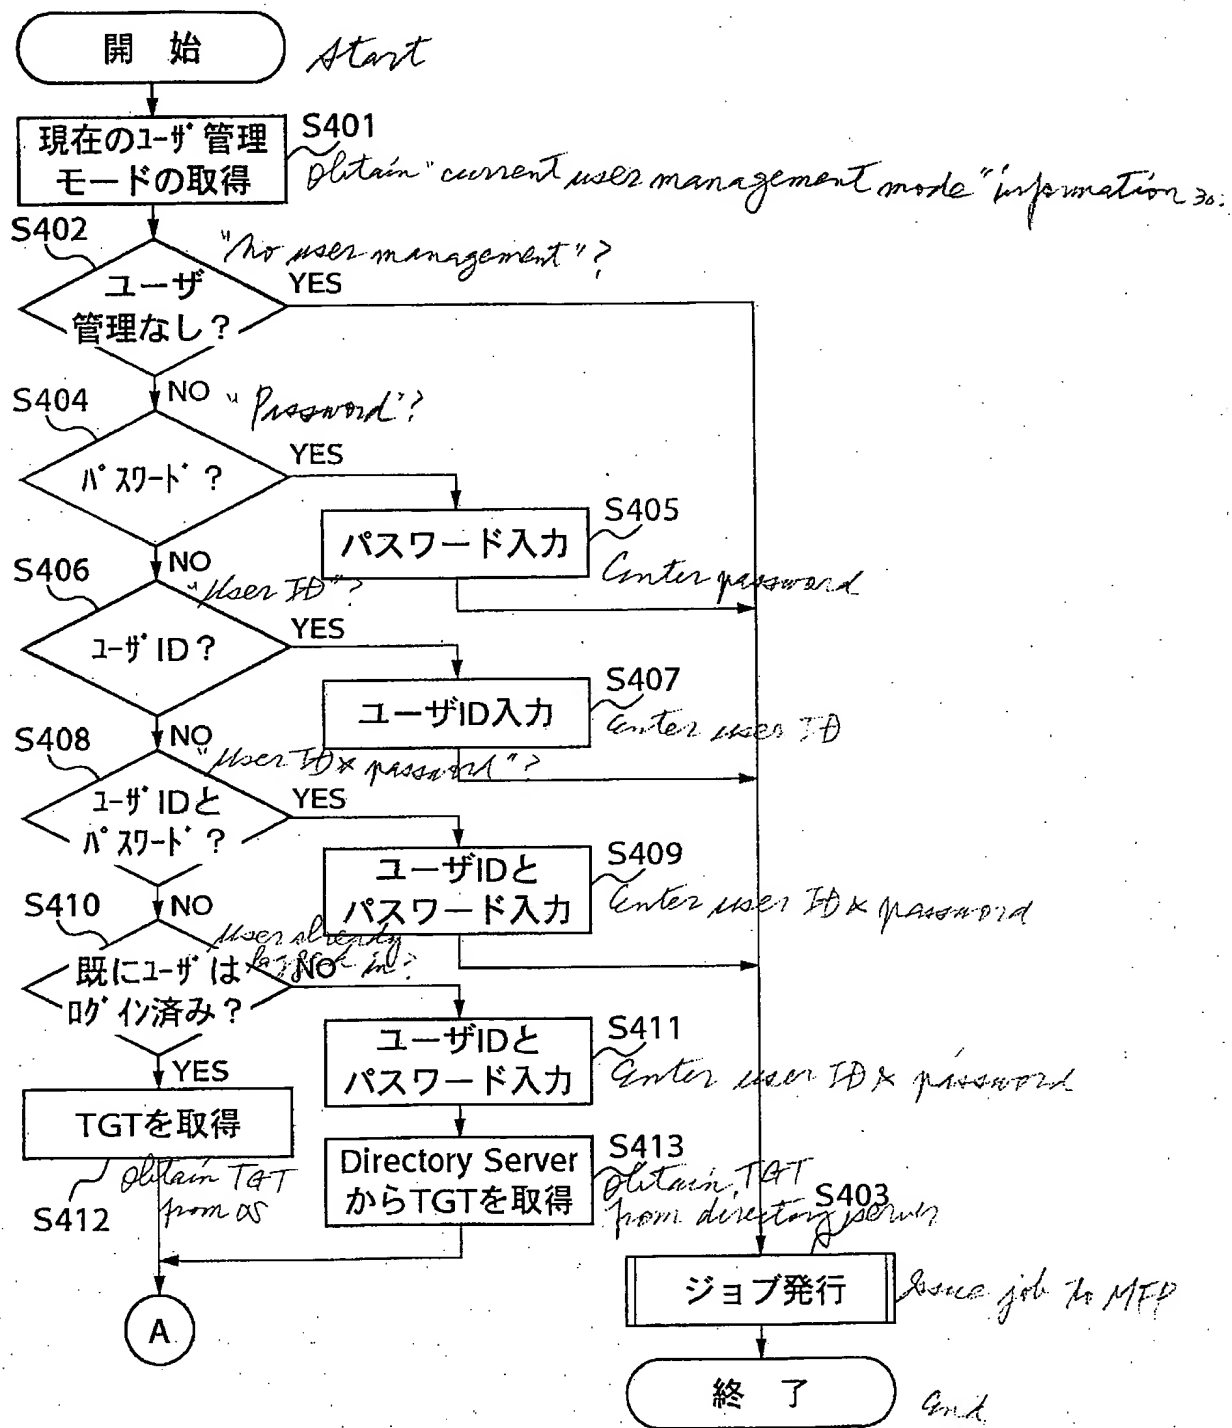 開 始
Start
現在のﾕｰｻﾞ管理
モードの取得
S401
Obtain "current user management mode" information
S402
"No user management"?
ユーザ
管理なし？
YES
NO
S404
"Password"?
ﾊﾟｽﾜｰﾄﾞ？
YES
パスワード入力
S405
Enter password
NO
S406
"User ID"?
ﾕｰｻﾞID？
YES
ユーザID入力
S407
Enter user ID
NO
S408
"User ID & password"?
ﾕｰｻﾞIDと
ﾊﾟｽﾜｰﾄﾞ？
YES
ユーザIDと
パスワード入力
S409
Enter user ID & password
NO
S410
User already
logged in?
既にﾕｰｻﾞは
ﾛｸﾞｲﾝ済み？
NO
ユーザIDと
パスワード入力
S411
Enter user ID & password
YES
TGTを取得
S412
Obtain TGT
from OS
Directory Server
からTGTを取得
S413
Obtain TGT
from directory server
S403
ジョブ発行
Issue job to MFP
A
終 了
End